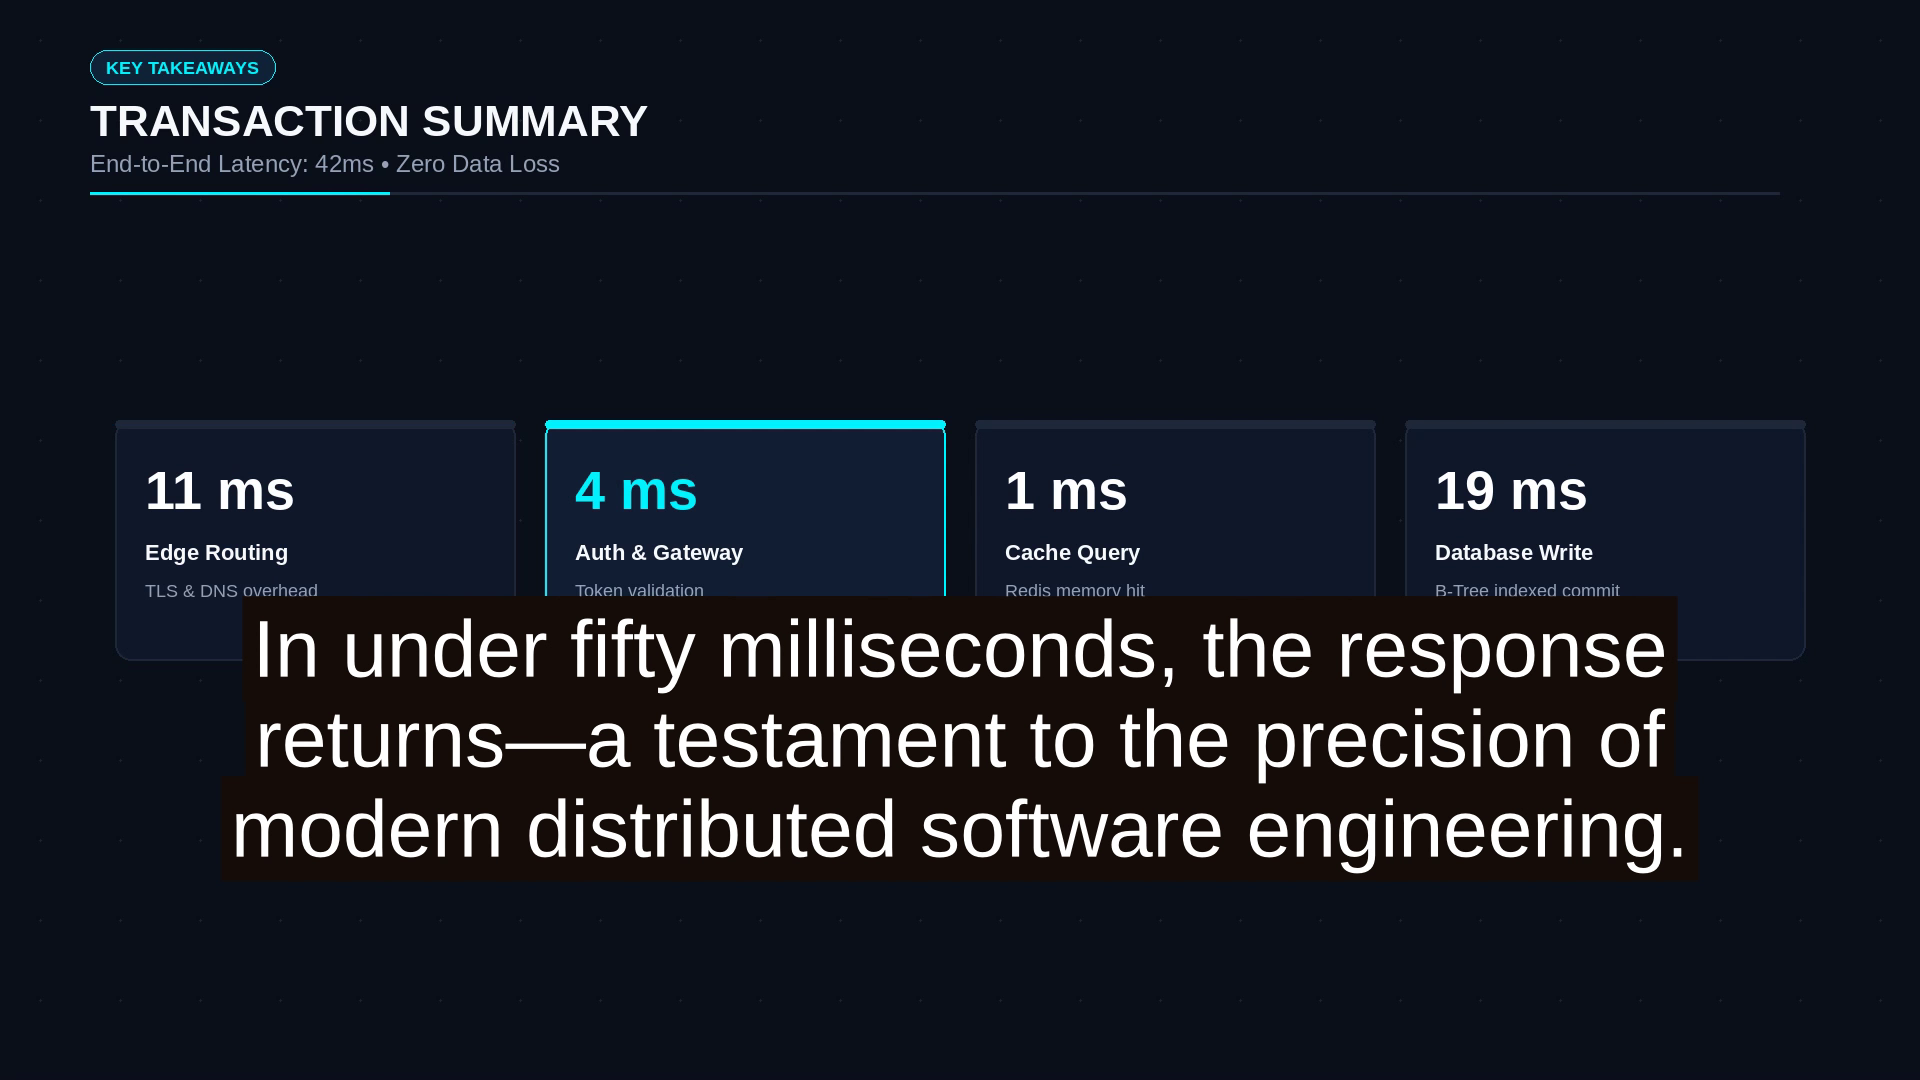 KEY TAKEAWAYS
TRANSACTION SUMMARY
End-to-End Latency: 42ms • Zero Data Loss
11 ms
Edge Routing
TLS & DNS overhead
4 ms
Auth & Gateway
Token validation
1 ms
Cache Query
Redis memory hit
19 ms
Database Write
B-Tree indexed commit
In under fifty milliseconds, the response
returns—a testament to the precision of
modern distributed software engineering.